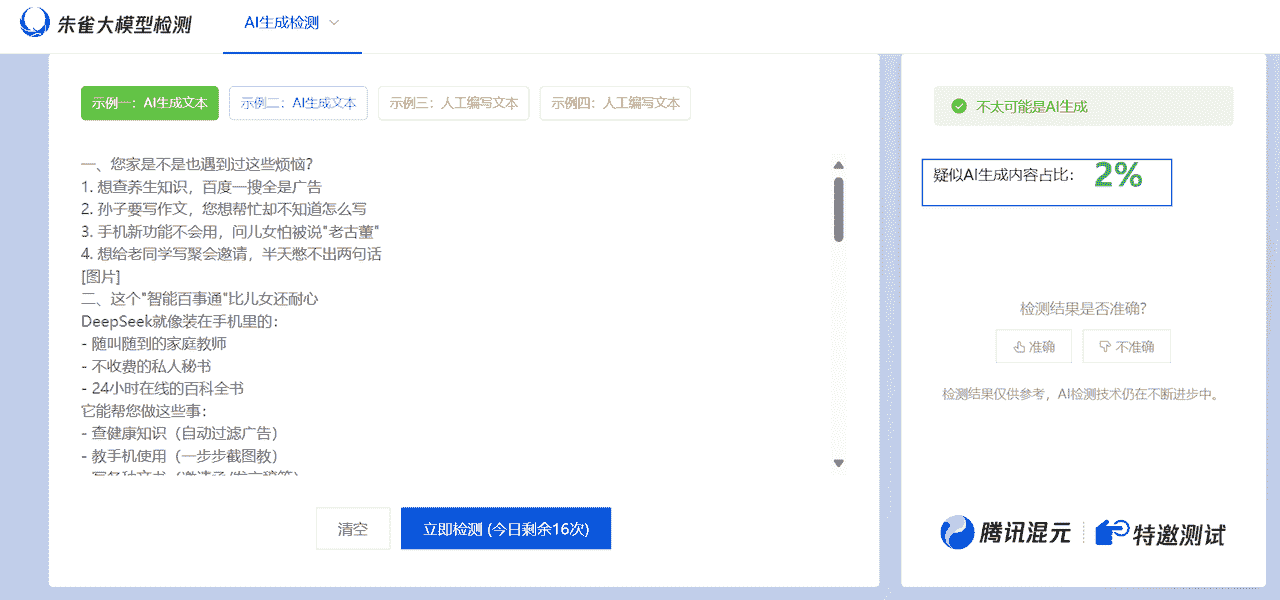 朱雀大模型检测
AI生成检测
示例一：AI生成文本
示例二：AI生成文本
示例三：人工编写文本
示例四：人工编写文本
一、您家是不是也遇到过这些烦恼？
1. 想查养生知识，百度一搜全是广告
2. 孙子要写作文，您想帮忙却不知道怎么写
3. 手机新功能不会用，问儿女怕被说"老古董"
4. 想给老同学写聚会邀请，半天憋不出两句话
[图片]
二、这个"智能百事通"比儿女还耐心
DeepSeek就像装在手机里的：
- 随叫随到的家庭教师
- 不收费的私人秘书
- 24小时在线的百科全书
它能帮您做这些事：
- 查健康知识（自动过滤广告）
- 教手机使用（一步步截图教）
清空
立即检测 (今日剩余16次)
不太可能是AI生成
疑似AI生成内容占比： 2%
检测结果是否准确？
准确
不准确
检测结果仅供参考，AI检测技术仍在不断进步中。
腾讯混元
特邀测试